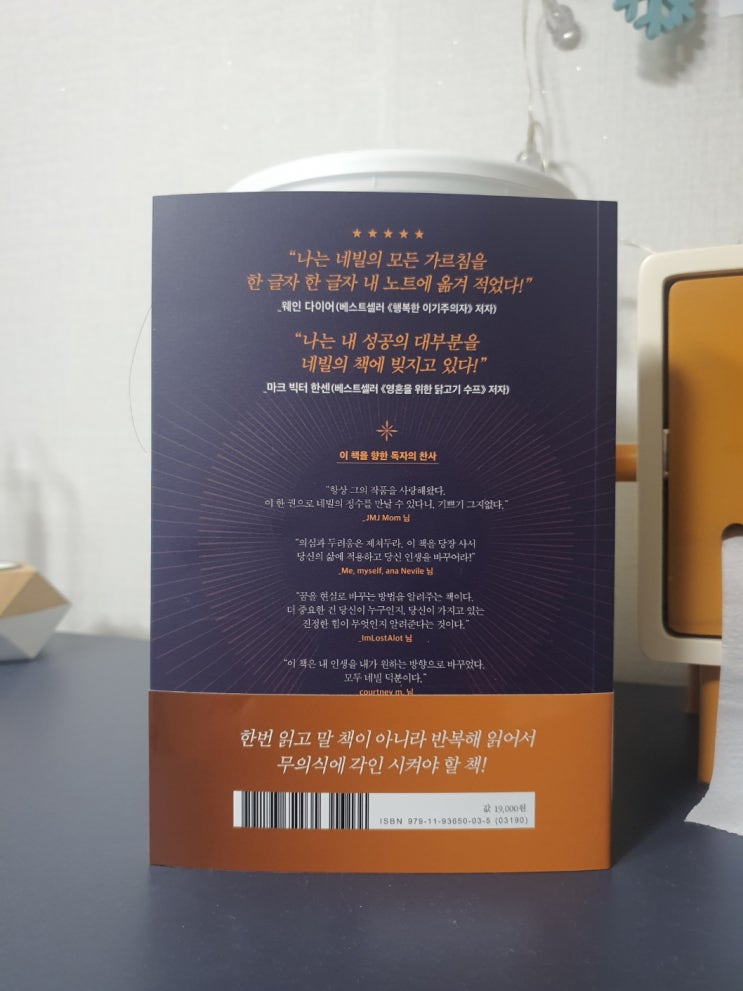 ★★★★★
“나는 네빌의 모든 가르침을
한 글자 한 글자 내 노트에 옮겨 적었다!”
_웨인 다이어(베스트셀러 《행복한 이기주의자》 저자)
“나는 내 성공의 대부분을
네빌의 책에 빚지고 있다!”
_마크 빅터 한센(베스트셀러 《영혼을 위한 닭고기 수프》 저자)
이 책을 향한 독자의 찬사
“항상 그의 작품을 사랑해왔다.
이 한 권으로 네빌의 정수를 만날 수 있다니, 기쁘기 그지없다.”
_JMJ Mom 님
“의심과 두려움은 제쳐두라. 이 책을 당장 사서
당신의 삶에 적용하고 당신 인생을 바꾸어라!”
_Me, myself, ana Nevile 님
“꿈을 현실로 바꾸는 방법을 알려주는 책이다.
더 중요한 건 당신이 누구인지, 당신이 가지고 있는
진정한 힘이 무엇인지 알려준다는 것이다.”
_ImLostAlot 님
“이 책은 내 인생을 내가 원하는 방향으로 바꾸었다.
모두 네빌 덕분이다.”
_courtney m. 님
한번 읽고 말 책이 아니라 반복해 읽어서
무의식에 각인 시켜야 할 책!
값 19,000원
ISBN 979-11-93650-03-5 (03190)